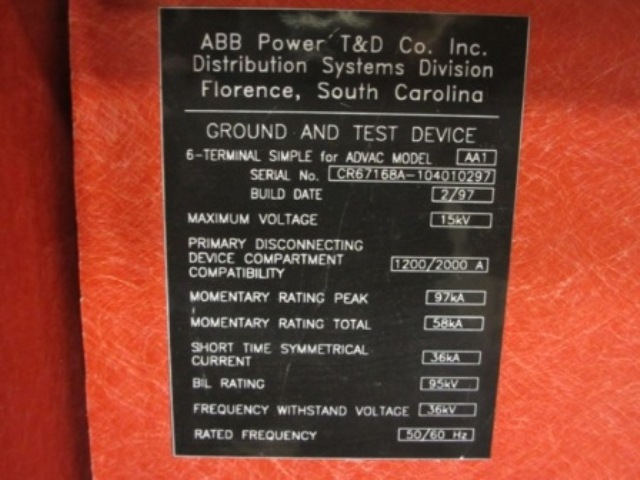 ABB Power T&D Co. Inc.
Distribution Systems Division
Florence, South Carolina
GROUND AND TEST DEVICE
6-TERMINAL SIMPLE for ADVAC MODEL AA1
SERIAL No. CR67168A-104010297
BUILD DATE 2/97
MAXIMUM VOLTAGE 15kV
PRIMARY DISCONNECTING
DEVICE COMPARTMENT
COMPATIBILITY 1200/2000 A
MOMENTARY RATING PEAK 97kA
MOMENTARY RATING TOTAL 58kA
SHORT TIME SYMMETRICAL
CURRENT 36kA
BIL RATING 95kV
FREQUENCY WITHSTAND VOLTAGE 36kV
RATED FREQUENCY 50/60 Hz